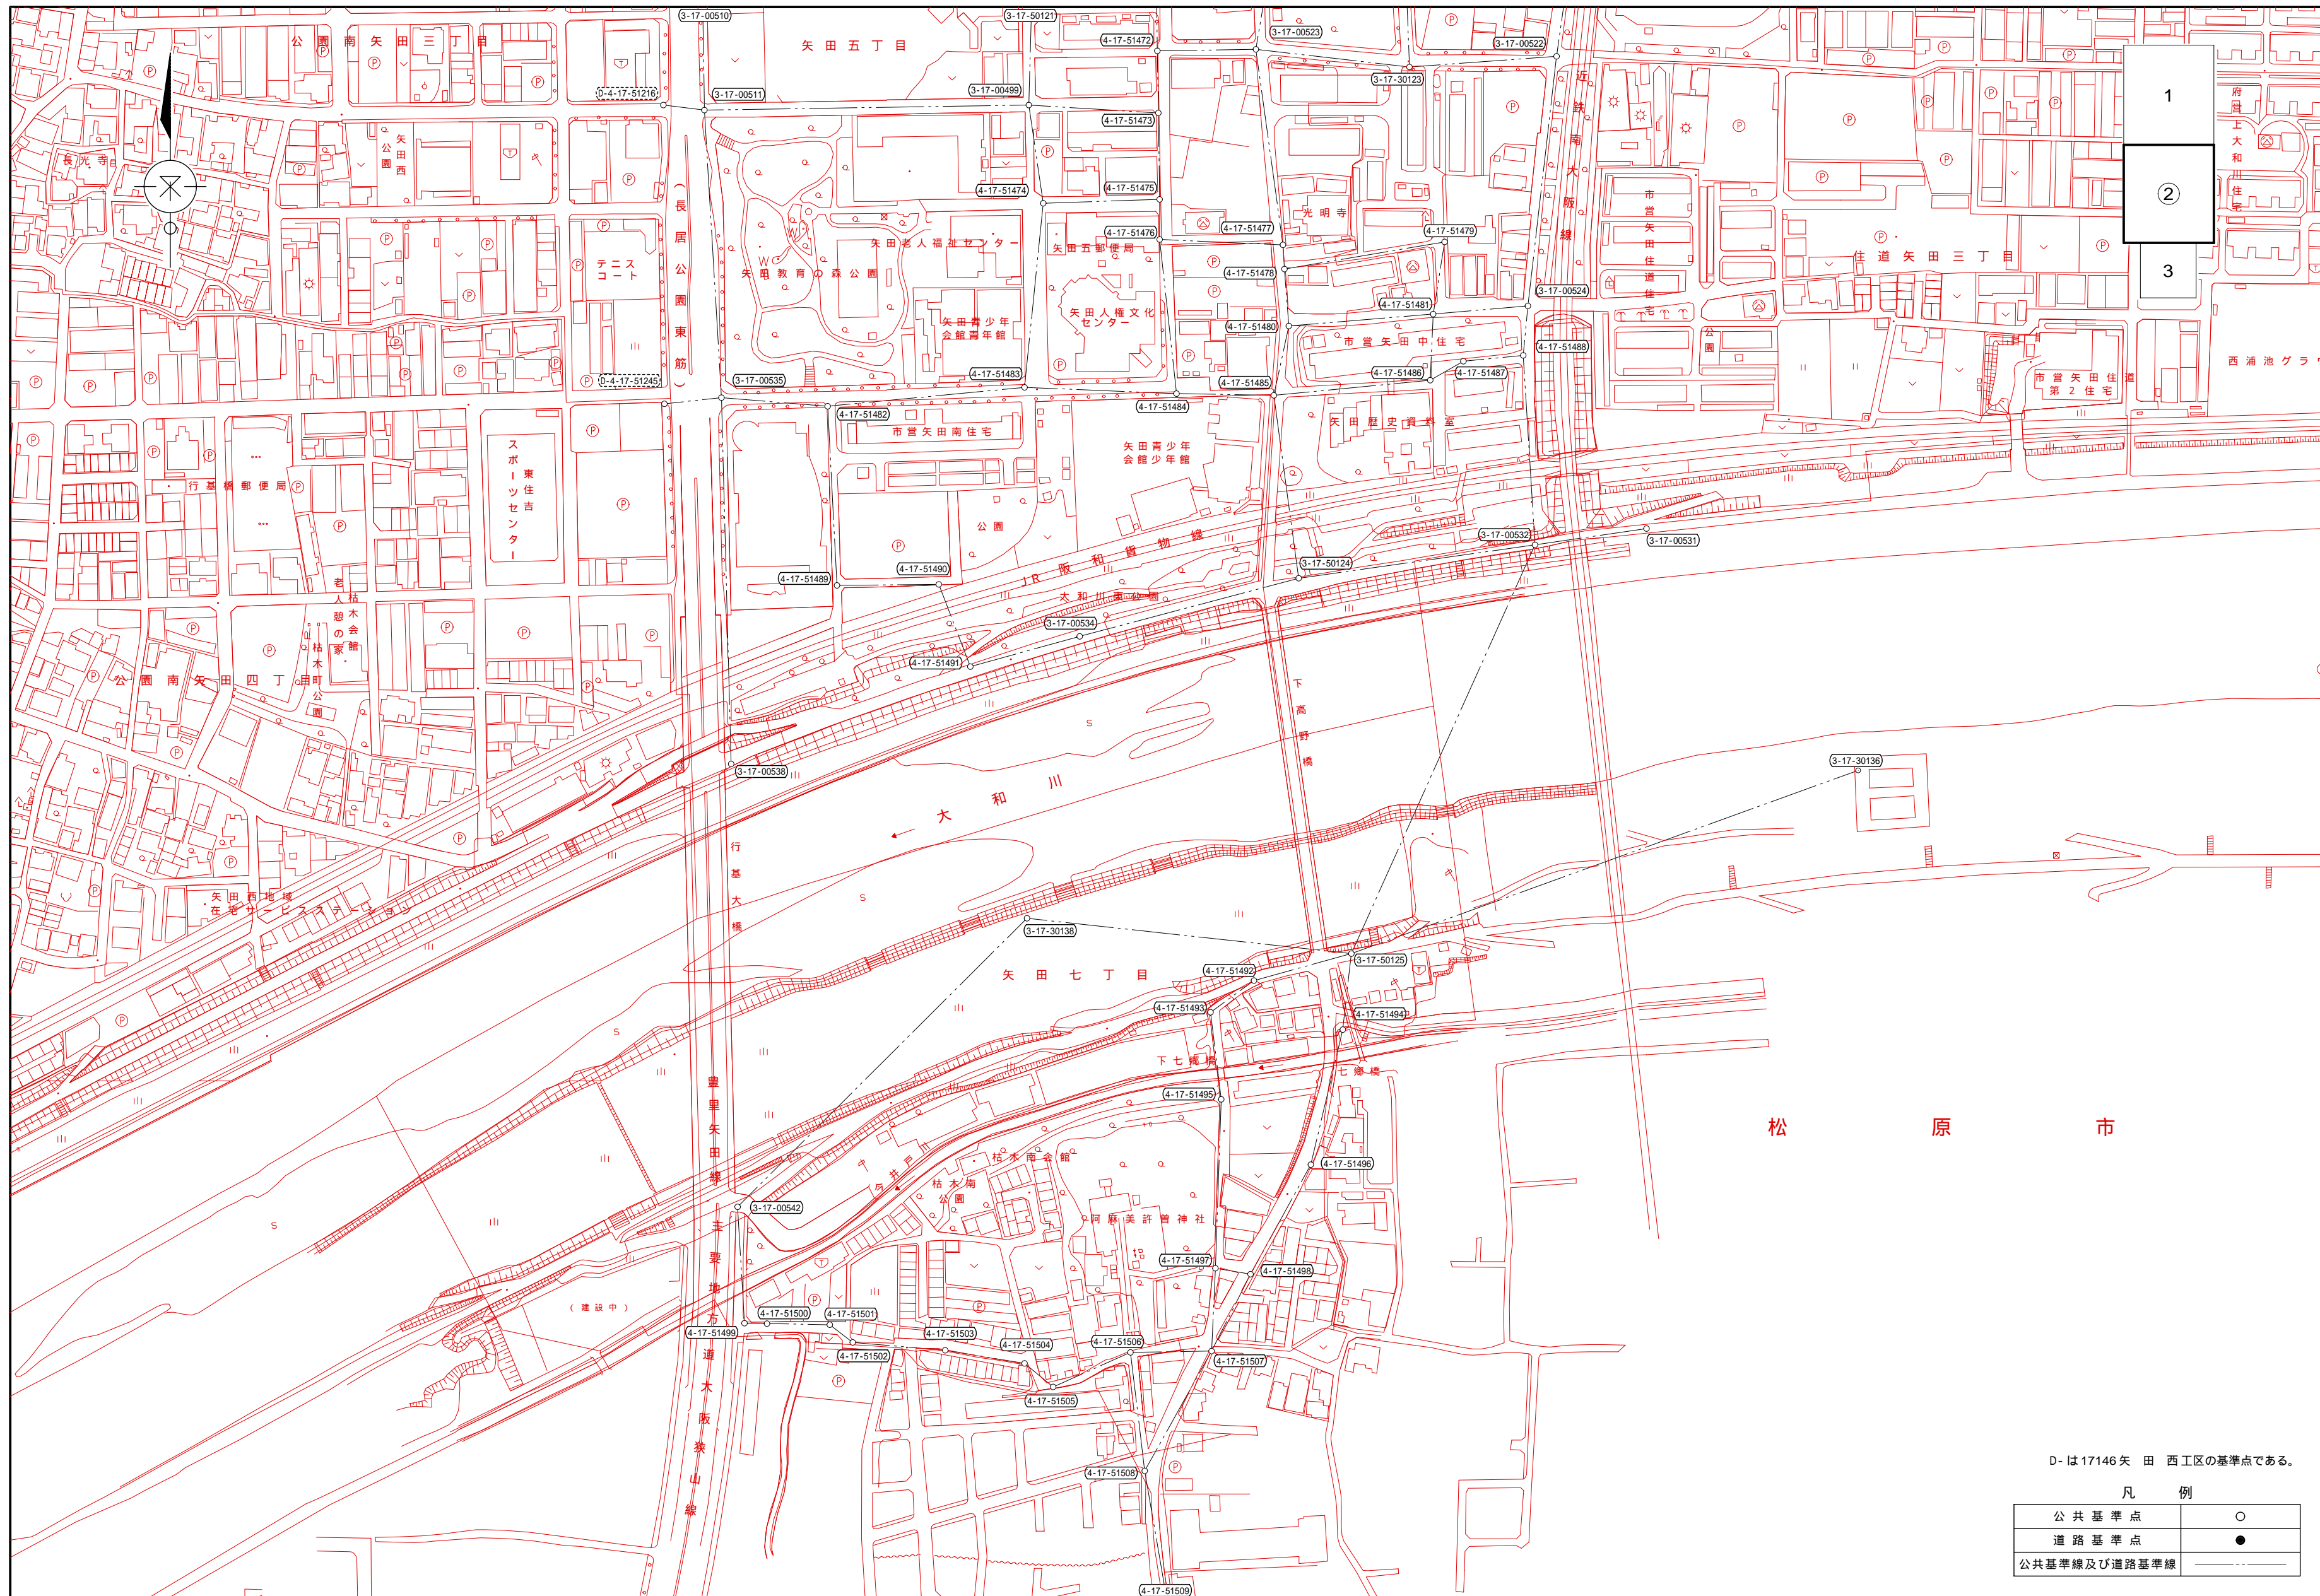 3-17-00510
3-17-50121
4-17-51472
3-17-00523
3-17-00522
公園南矢田三丁目
矢田五丁目
3-17-30123
D-4-17-51216
3-17-00511
3-17-00499
4-17-51473
近鉄南大阪線
1
②
3
府営上大和川住宅
長光寺
矢田西公園
(長居公園東筋)
4-17-51474
4-17-51475
4-17-51476
4-17-51477
光明寺
4-17-51479
市営矢田住道住宅
住道矢田三丁目
テニス
コート
矢田老人福祉センター
矢田五郵便局
矢田教育の森公園
4-17-51478
3-17-00524
4-17-51481
矢田人権文化
センター
矢田青少年
会館青年館
4-17-51480
市営矢田中住宅
4-17-51488
公園
西浦池グラウ
D-4-17-51245
3-17-00535
4-17-51483
4-17-51485
4-17-51486
4-17-51487
市営矢田住道
第2住宅
4-17-51482
4-17-51484
市営矢田南住宅
矢田歴史資料室
矢田青少年
会館少年館
東住吉
スポーツセンター
行基橋郵便局
公園
JR阪和貨物線
3-17-00532
3-17-00531
4-17-51489
4-17-51490
3-17-50124
枯木会館
老人憩の家
大和川東公園
3-17-00534
4-17-51491
枯木町公園
公園南矢田四丁目
下高野橋
3-17-00538
3-17-30136
大和川
行基大橋
矢田西地域
在宅サービスステーション
3-17-30138
矢田七丁目
4-17-51492
3-17-50125
4-17-51493
4-17-51494
下七郷橋
七郷橋
豊里矢田線
4-17-51495
松原市
枯木南会館
4-17-51496
枯木南
公園
3-17-00542
阿麻美許曽神社
主要地方道大阪狭山線
4-17-51497
4-17-51498
(建設中)
4-17-51500
4-17-51501
4-17-51499
4-17-51503
4-17-51504
4-17-51506
4-17-51502
4-17-51507
4-17-51505
4-17-51508
4-17-51509
D-は17146矢 田 西工区の基準点である。
凡 例
公共基準点 ○
道路基準点 ●
公共基準線及び道路基準線